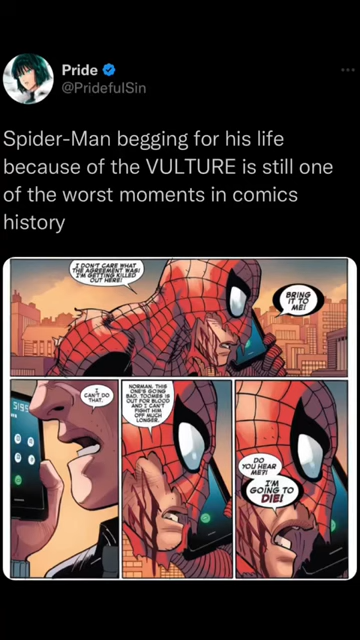 Pride
@PridefulSin
Spider-Man begging for his life
because of the VULTURE is still one
of the worst moments in comics
history
I DON'T CARE WHAT
THE AGREEMENT WAS!
I'M GETTING KILLED
OUT HERE!
BRING
IT TO
ME!
I
CAN'T DO
THAT.
NORMAN. THIS
ONE'S GOING
BAD. TOOMES IS
OUT FOR BLOOD
AND I CAN'T
FIGHT HIM
OFF MUCH
LONGER.
DO YOU
HEAR
ME?!
I'M
GOING TO
DIE!